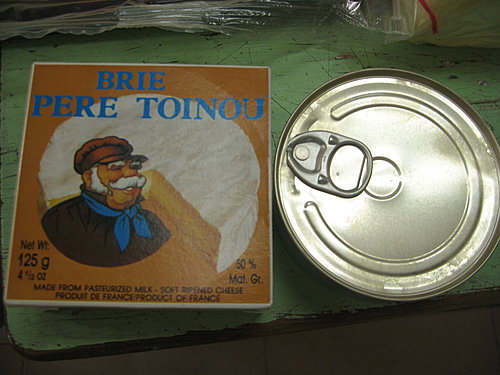 BRIE
PERE TOINOU
Net Wt:
125 g
4 1/2 oz
50 %
Mat. Gr.
MADE FROM PASTEURIZED MILK - SOFT RIPENED CHEESE
PRODUIT DE FRANCE/PRODUCT OF FRANCE